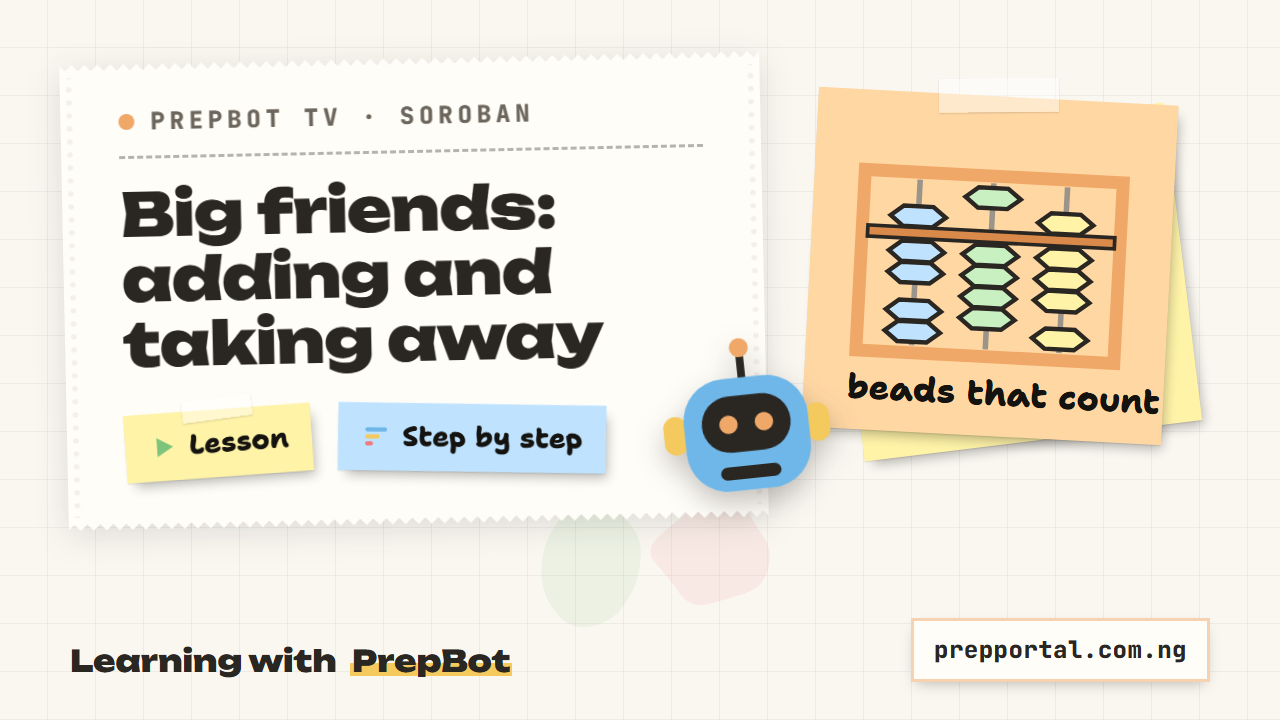 PREPBOT TV · SOROBAN
Big friends:
adding and
taking away
Lesson
Step by step
beads that count
Learning with PrepBot
prepportal.com.ng